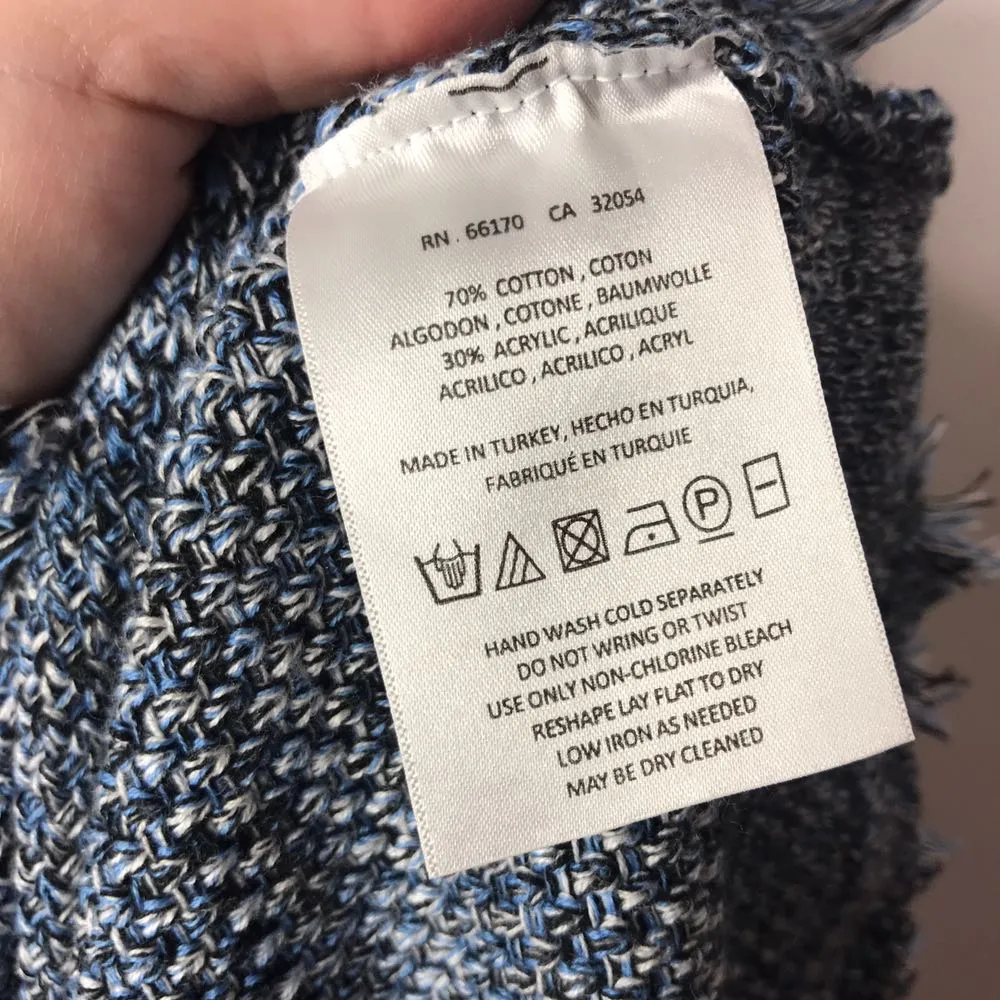 RN . 66170 CA 32054
70% COTTON , COTON
ALGODON , COTONE , BAUMWOLLE
30% ACRYLIC , ACRILIQUE
ACRILICO , ACRILICO , ACRYL
MADE IN TURKEY, HECHO EN TURQUIA,
FABRIQUÉ EN TURQUIE
P
HAND WASH COLD SEPARATELY
DO NOT WRING OR TWIST
USE ONLY NON-CHLORINE BLEACH
RESHAPE LAY FLAT TO DRY
LOW IRON AS NEEDED
MAY BE DRY CLEANED